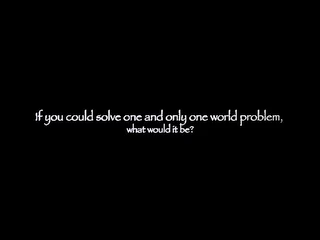 If you could solve one and only one world problem,
what would it be?